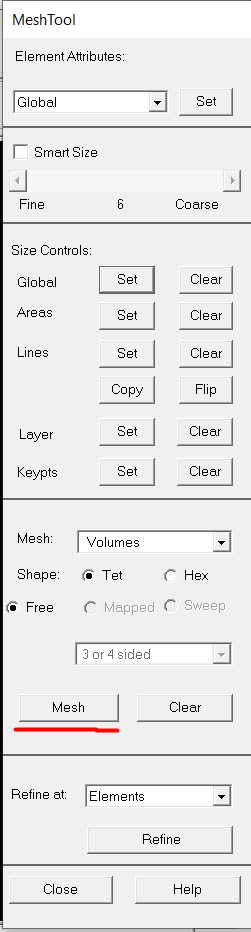 MeshTool
Element Attributes:
Global Set
Smart Size
Fine 6 Coarse
Size Controls:
Global Set Clear
Areas Set Clear
Lines Set Clear
Copy Flip
Layer Set Clear
Keypts Set Clear
Mesh: Volumes
Shape: Tet Hex
Free Mapped Sweep
3 or 4 sided
Mesh Clear
Refine at: Elements
Refine
Close Help